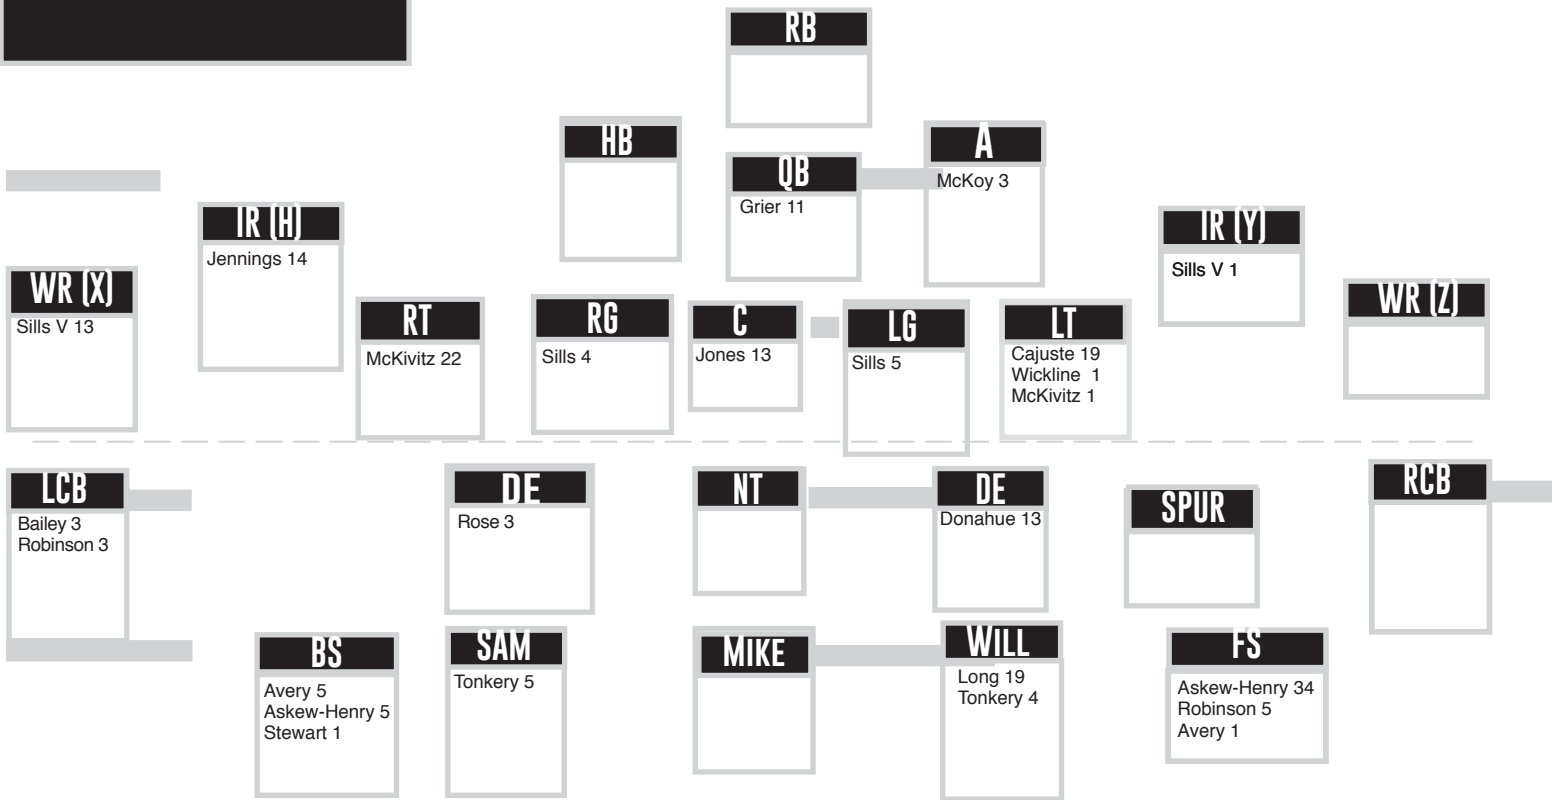 RB
HB
A
QB
McKoy 3
Grier 11
IR (H)
Jennings 14
IR (Y)
Sills V 1
WR (X)
Sills V 13
RT
McKivitz 22
RG
Sills 4
C
Jones 13
LG
Sills 5
LT
Cajuste 19
Wickline 1
McKivitz 1
WR (Z)
LCB
Bailey 3
Robinson 3
DE
Rose 3
NT
DE
Donahue 13
SPUR
RCB
BS
Avery 5
Askew-Henry 5
Stewart 1
SAM
Tonkery 5
MIKE
WILL
Long 19
Tonkery 4
FS
Askew-Henry 34
Robinson 5
Avery 1